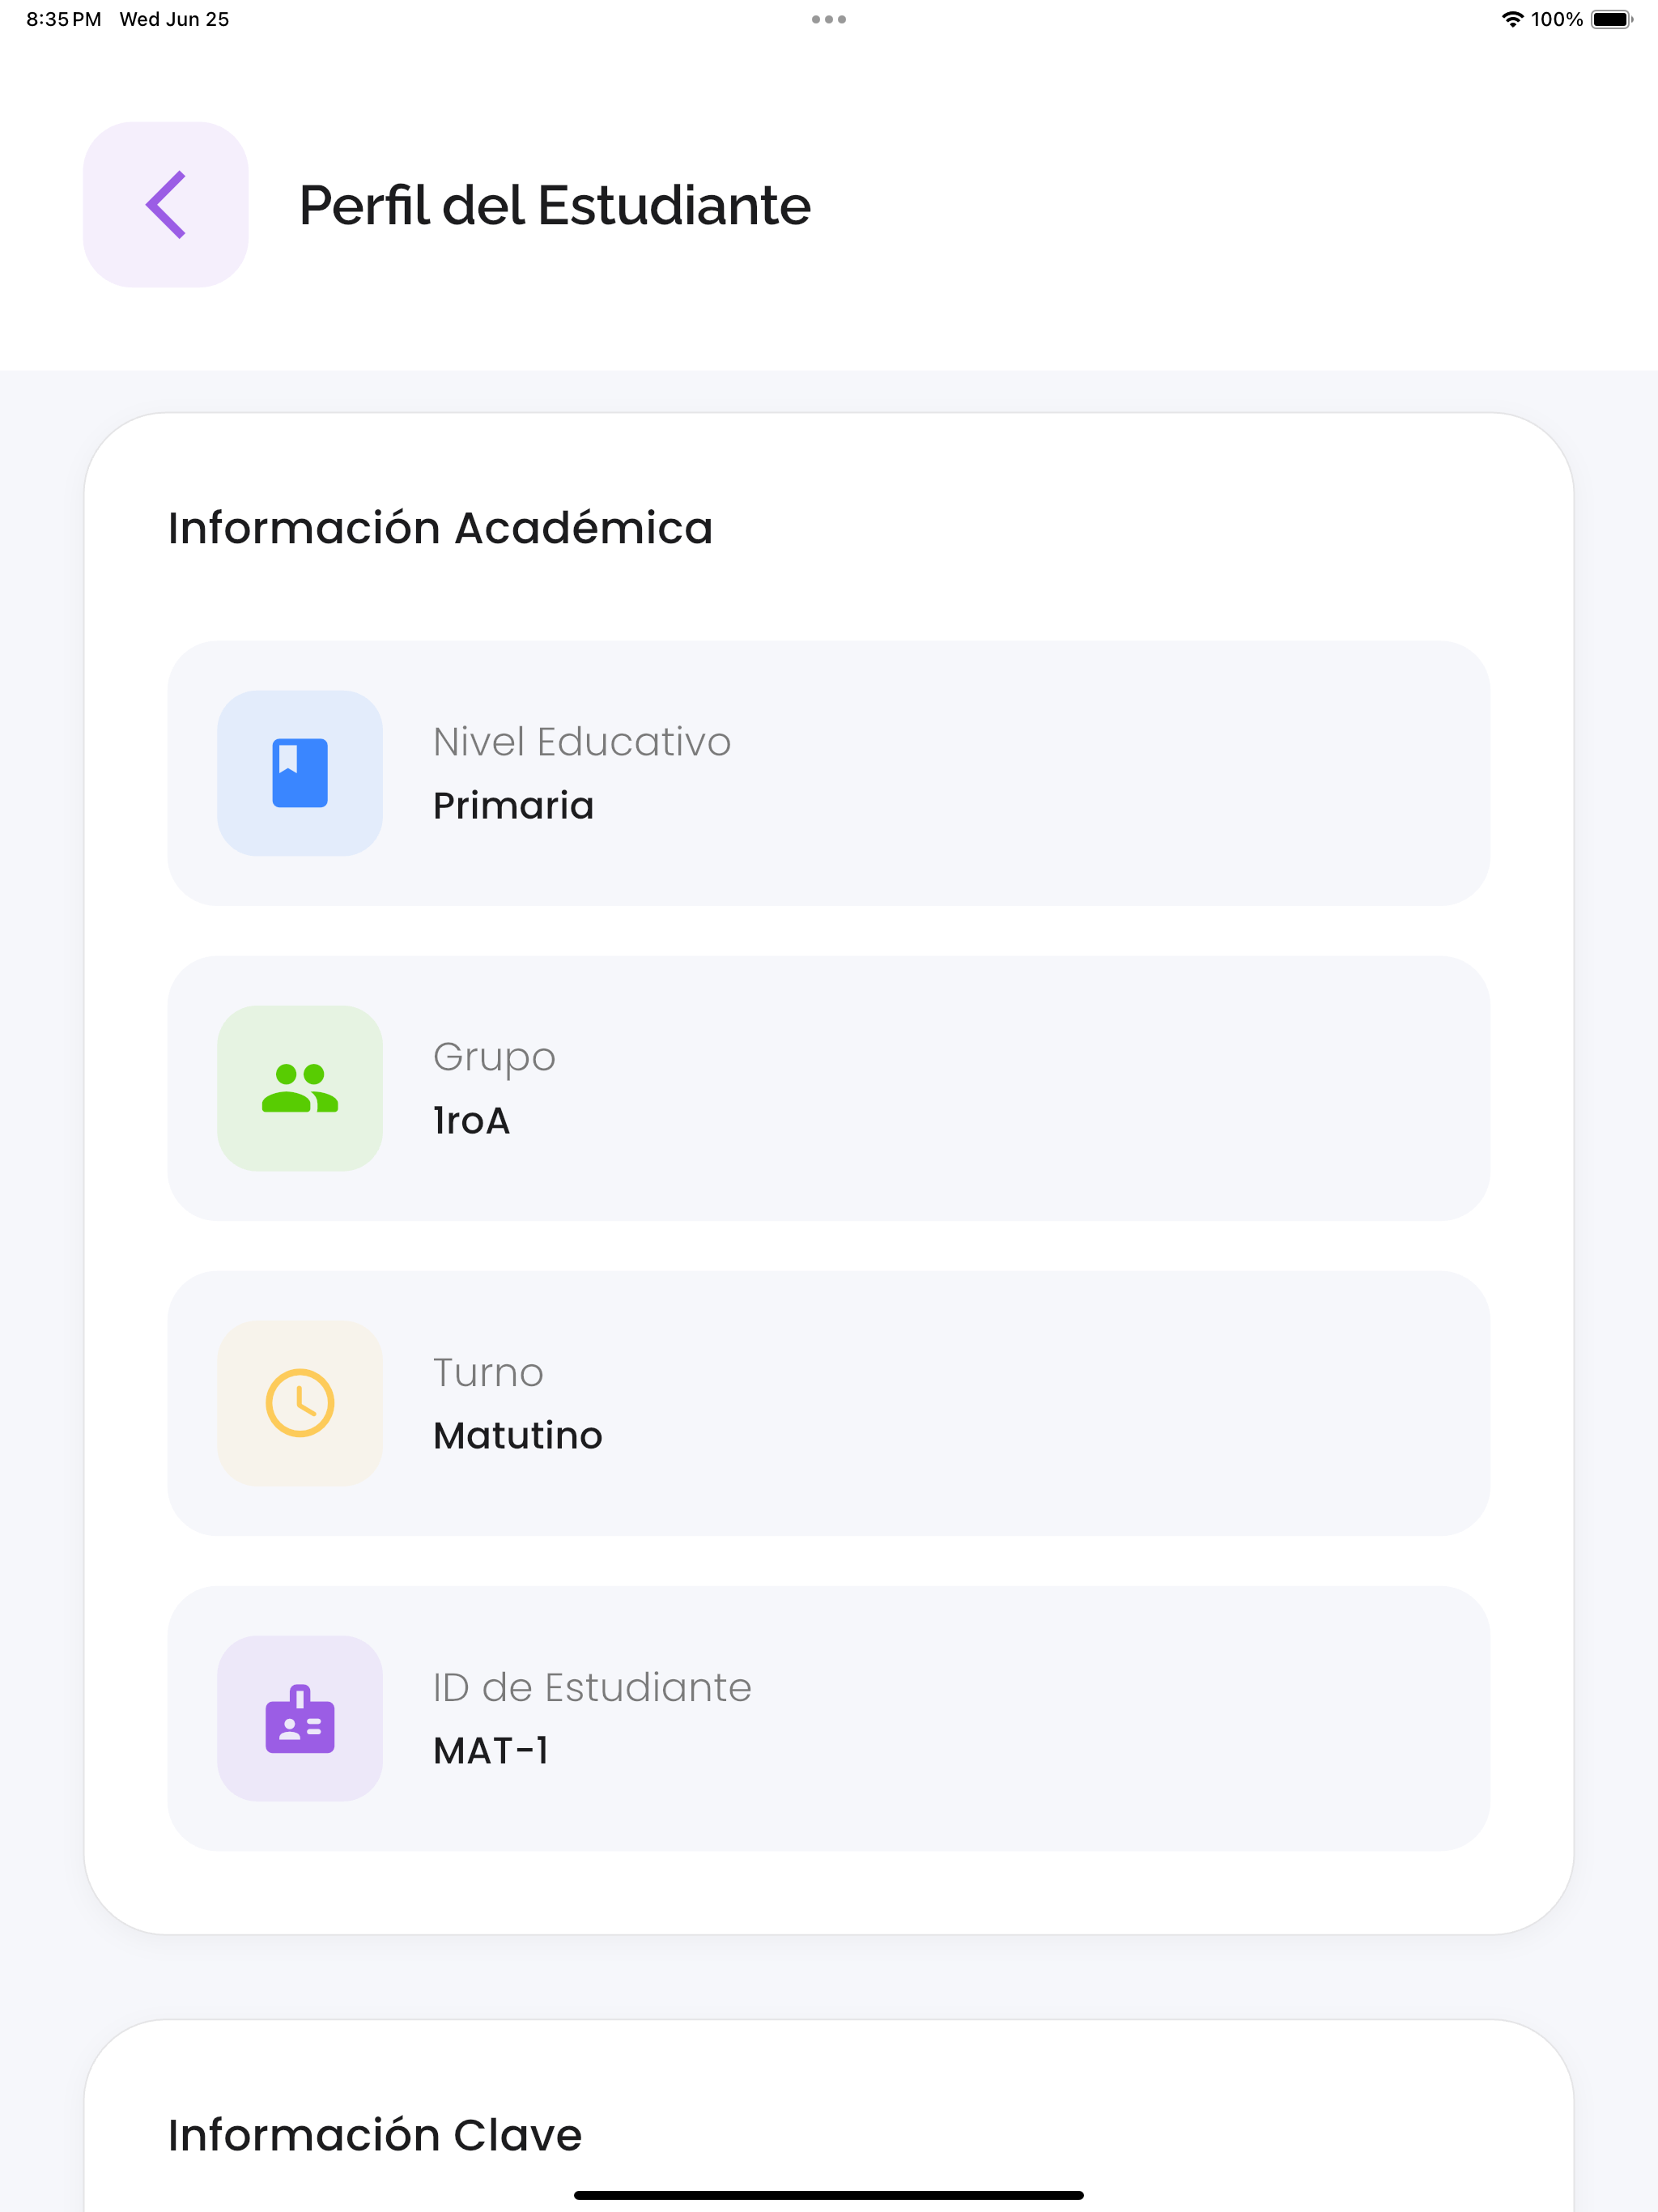 8:35 PM Wed Jun 25 100%
Perfil del Estudiante
Información Académica
Nivel Educativo
Primaria
Grupo
1roA
Turno
Matutino
ID de Estudiante
MAT-1
Información Clave